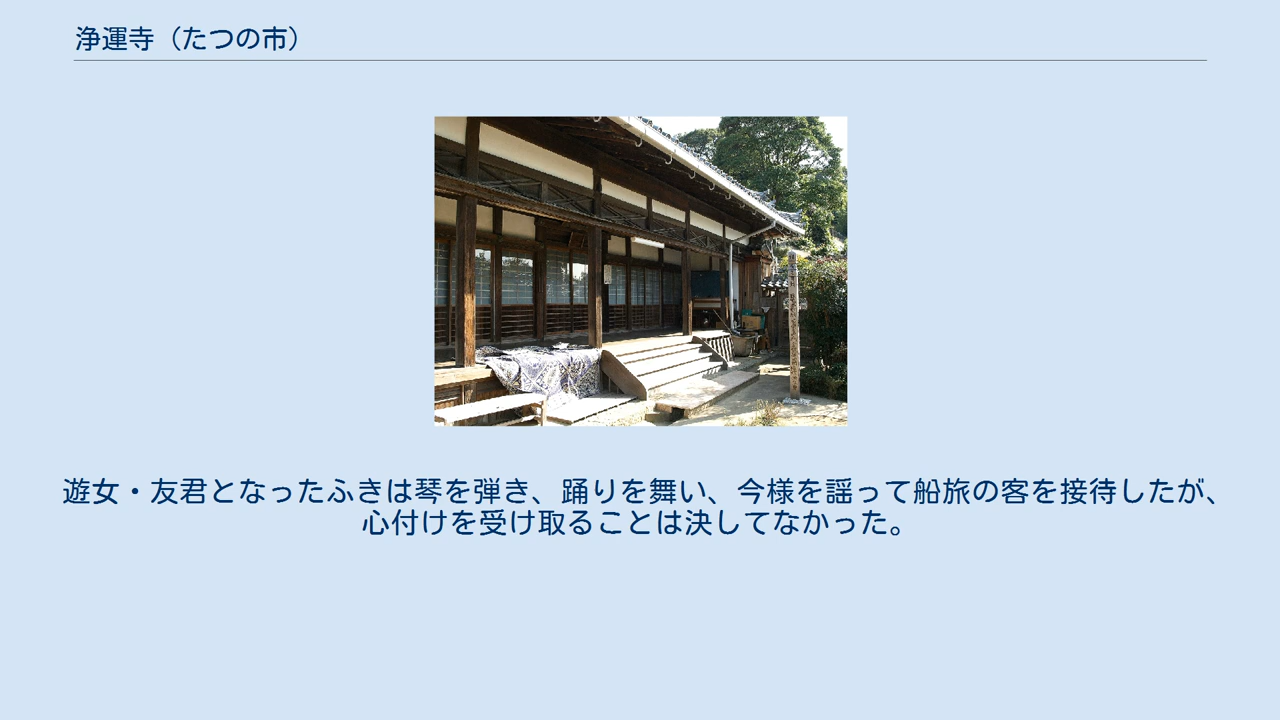 浄運寺（たつの市）
遊女・友君となったふきは琴を弾き、踊りを舞い、今様を謡って船旅の客を接待したが、
心付けを受け取ることは決してなかった。